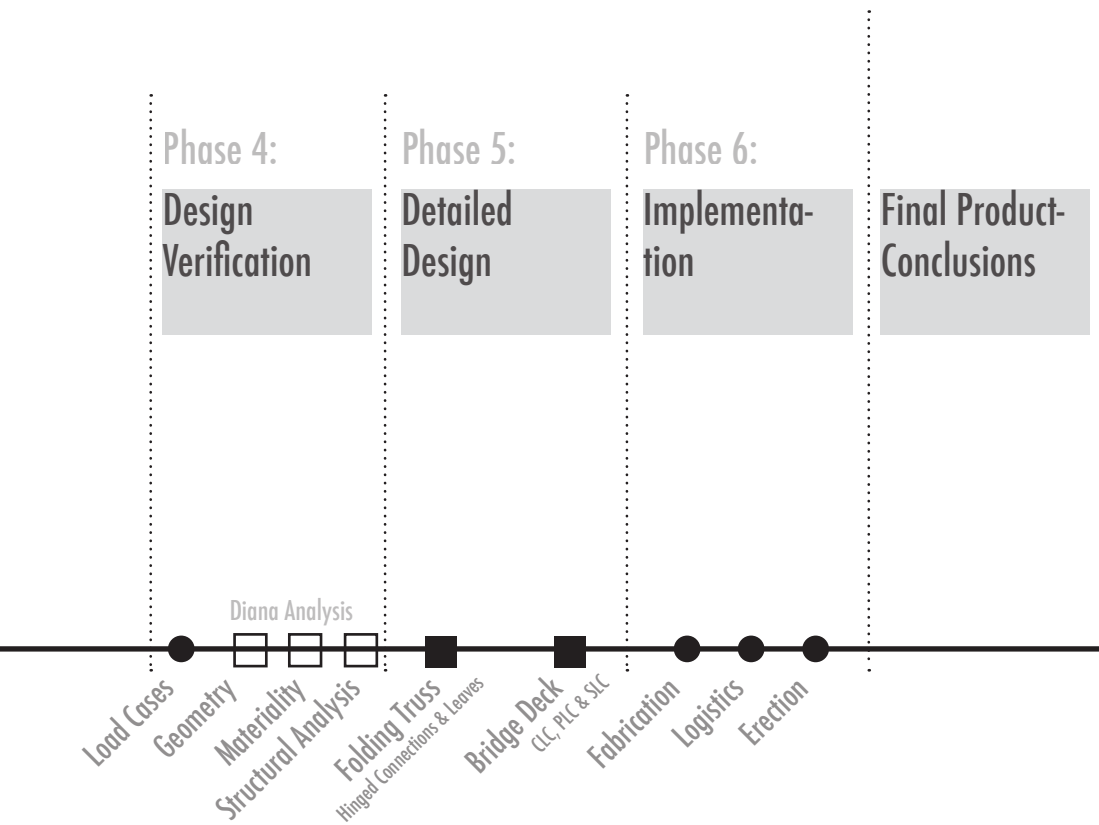 Phase 4:
Design
Verification
Phase 5:
Detailed
Design
Phase 6:
Implementa-
tion
Final Product-
Conclusions
Diana Analysis
Load Cases
Geometry
Materiality
Structural Analysis
Folding Truss
Hinged Connections & Leaves
Bridge Deck
CLC, PLC & SLC
Fabrication
Logistics
Erection